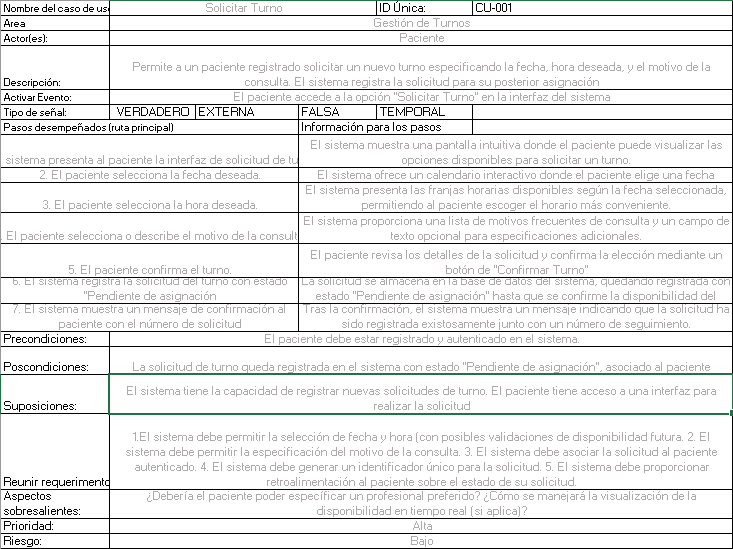 Nombre del caso de uso Solicitar Turno ID Única: CU-001
Area Gestión de Turnos
Actor(es): Paciente
Permite a un paciente registrado solicitar un nuevo turno especificando la fecha, hora deseada, y el motivo de la
Descripción: consulta. El sistema registra la solicitud para su posterior asignación
Activar Evento: El paciente accede a la opción "Solicitar Turno" en la interfaz del sistema
Tipo de señal: VERDADERO EXTERNA FALSA TEMPORAL
Pasos desempeñados (ruta principal) Información para los pasos
sistema presenta al paciente la interfaz de solicitud de tu
El sistema muestra una pantalla intuitiva donde el paciente puede visualizar las
opciones disponibles para solicitar un turno.
2. El paciente selecciona la fecha deseada. El sistema ofrece un calendario interactivo donde el paciente elige una fecha
3. El paciente selecciona la hora deseada.
El sistema presenta las franjas horarias disponibles según la fecha seleccionada,
permitiendo al paciente escoger el horario más conveniente.
. El paciente selecciona o describe el motivo de la consult
El sistema proporciona una lista de motivos frecuentes de consulta y un campo de
texto opcional para especificaciones adicionales.
5. El paciente confirma el turno.
El paciente revisa los detalles de la solicitud y confirma la elección mediante un
botón de "Confirmar Turno"
6. El sistema registra la solicitud del turno con estado
"Pendiente de asignación
La solicitud se almacena en la base de datos del sistema, quedando registrada con
estado "Pendiente de asignación" hasta que se confirme la disponibilidad del
7. El sistema muestra un mensaje de confirmación al
paciente con el número de solicitud
Tras la confirmación, el sistema muestra un mensaje indicando que la solicitud ha
sido registrada existosamente junto con un número de seguimiento.
Precondiciones: El paciente debe estar registrado y autenticado en el sistema.
Poscondiciones: La solicitud de turno queda registrada en el sistema con estado "Pendiente de asignación", asociado al paciente
El sistema tiene la capacidad de registrar nuevas solicitudes de turno. El paciente tiene acceso a una interfaz para
Suposiciones: realizar la solicitud
1.El sistema debe permitir la selección de fecha y hora (con posibles validaciones de disponibilidad futura. 2. El
sistema debe permitir la especificación del motivo de la consulta. 3. El sistema debe asociar la solicitud al paciente
autenticado. 4. El sistema debe generar un identificador único para la solicitud. 5. El sistema debe proporcionar
Reunir requerimiento retroalimentación al paciente sobre el estado de su solicitud.
Aspectos
sobresalientes:
¿Debería el paciente poder específicar un profesional preferido? ¿Cómo se manejará la visualización de la
disponibilidad en tiempo real (si aplica)?
Prioridad: Alta
Riesgo: Bajo